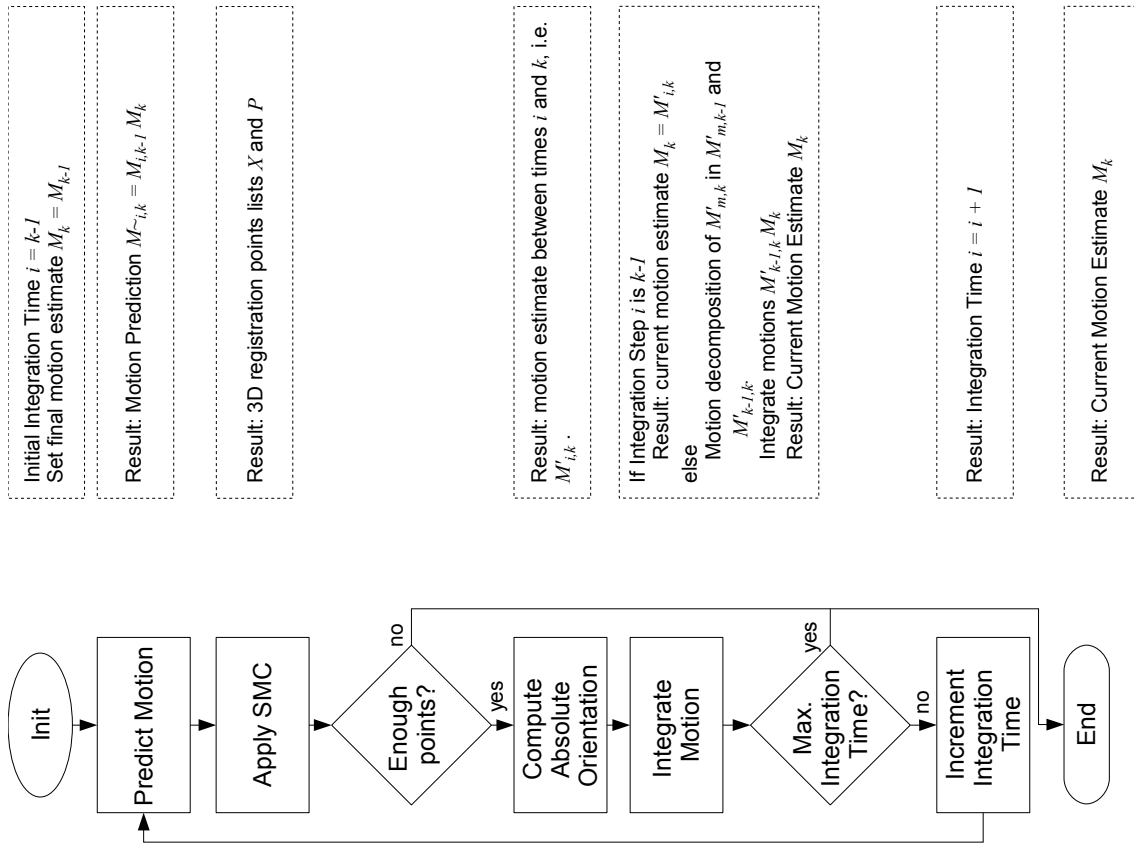 Init
Initial Integration Time i = k-1
Set final motion estimate M_k = M_{k-1}
Predict Motion
Result: Motion Prediction M~_{i,k} = M_{i,k-1} M_k
Apply SMC
Result: 3D registration points lists X and P
Enough
points?
no
yes
Compute
Absolute
Orientation
Result: motion estimate between times i and k, i.e.
M'_{i,k} .
Integrate
Motion
If Integration Step i is k-1
Result: current motion estimate M_k = M'_{i,k}
else
Motion decomposition of M'_{m,k} in M'_{m,k-1} and
M'_{k-1,k.}
Integrate motions M'_{k-1,k} M_k
Result: Current Motion Estimate M_k
Max.
Integration
Time?
yes
no
Increment
Integration
Time
Result: Integration Time i = i + 1
End
Result: Current Motion Estimate M_k